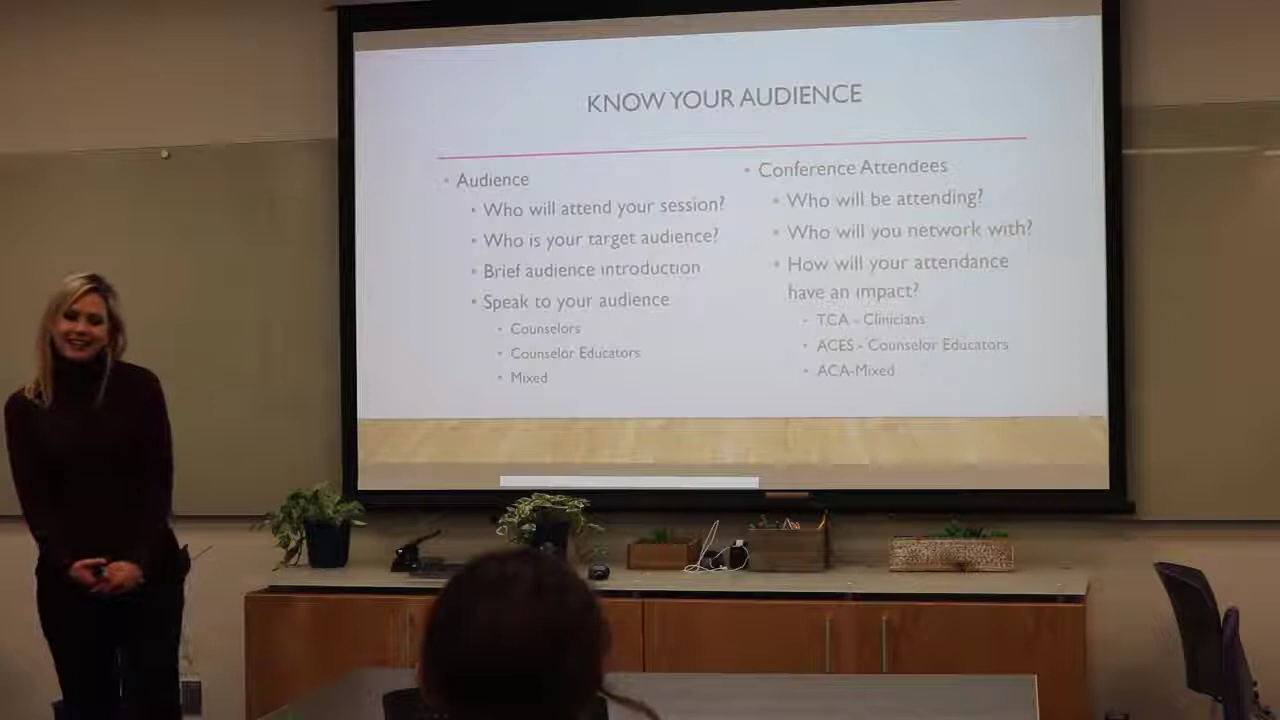 KNOW YOUR AUDIENCE
• Audience
• Who will attend your session?
• Who is your target audience?
• Brief audience introduction
• Speak to your audience
• Counselors
• Counselor Educators
• Mixed
• Conference Attendees
• Who will be attending?
• Who will you network with?
• How will your attendance
have an impact?
• TCA - Clinicians
• ACES - Counselor Educators
• ACA-Mixed